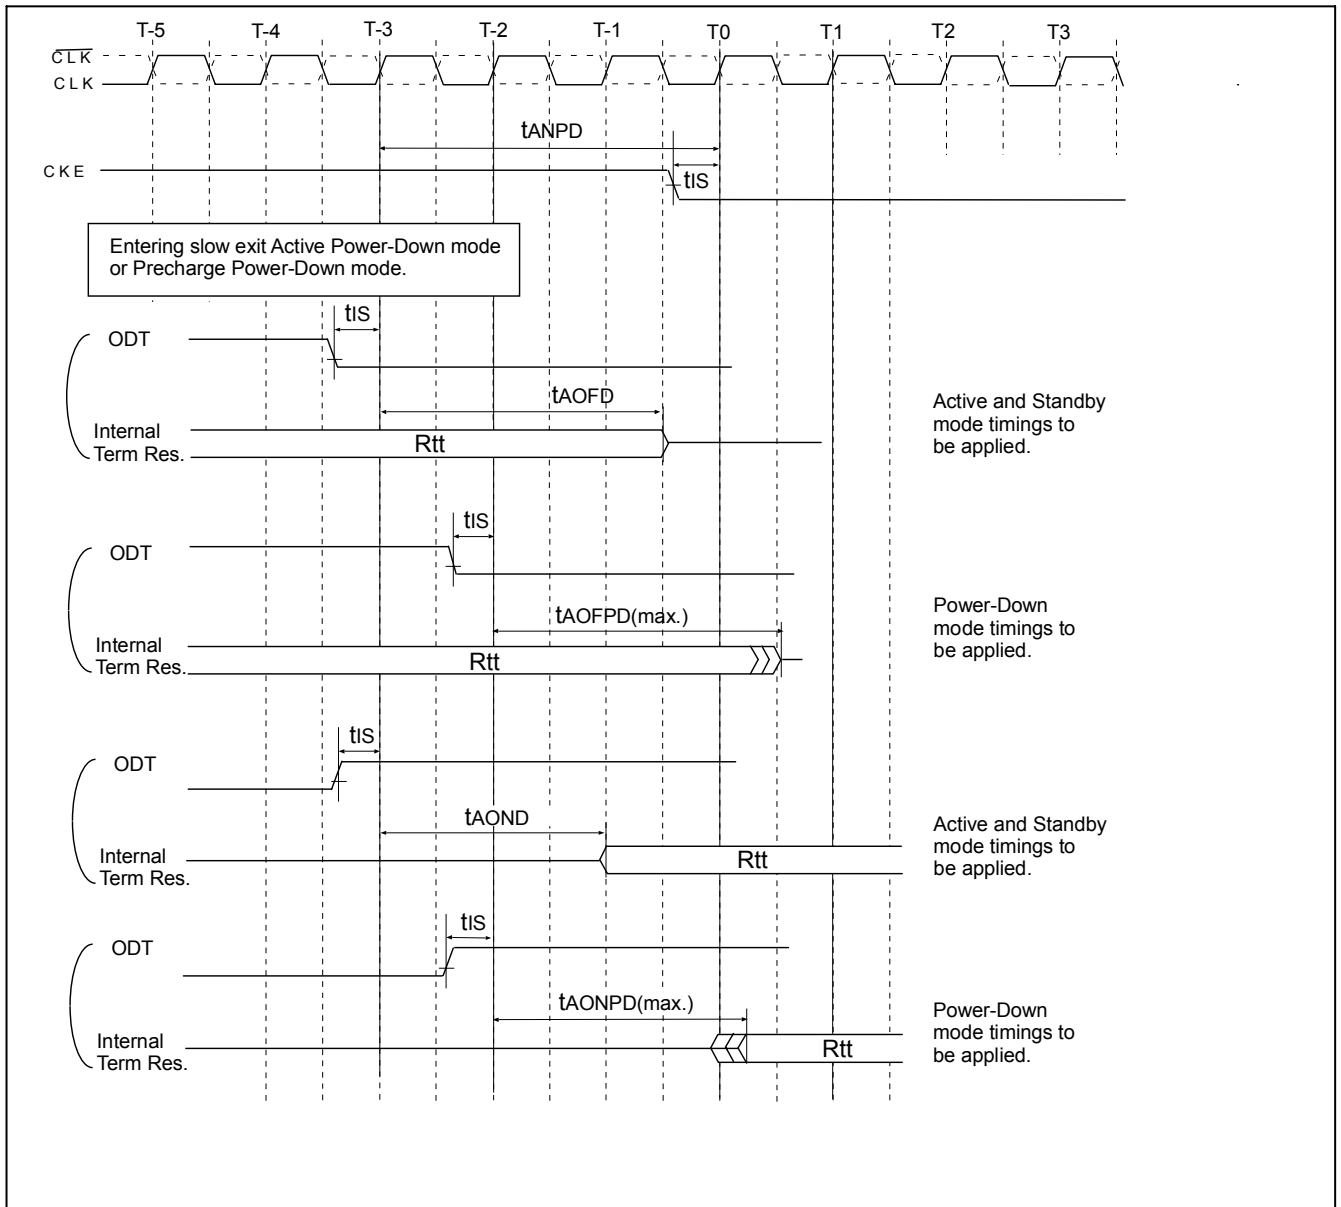 T-5 T-4 T-3 T-2 T-1 T0 T1 T2 T3
CLK
CLK
tANPD
CKE
tIS
Entering slow exit Active Power-Down mode
or Precharge Power-Down mode.
tIS
ODT
tAOFD
Internal
Term Res.
Rtt
Active and Standby
mode timings to
be applied.
tIS
ODT
tAOFPD(max.)
Internal
Term Res.
Rtt
Power-Down
mode timings to
be applied.
tIS
ODT
tAOND
Internal
Term Res.
Rtt
Active and Standby
mode timings to
be applied.
tIS
ODT
tAONPD(max.)
Internal
Term Res.
Rtt
Power-Down
mode timings to
be applied.